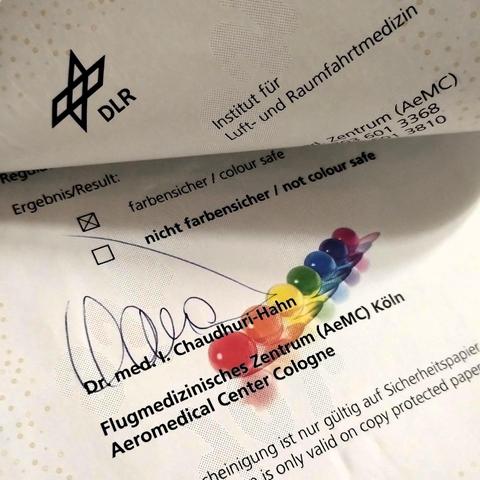 DLR
Institut für
Luft- und Raumfahrtmedizin
Zentrum (AeMC)
601 3368
3810
Ergebnis/Result:
farbensicher / colour safe
nicht farbensicher / not colour safe
Dr. med. I. Chaudhuri-Hahn
Flugmedizinisches Zentrum (AeMC) Köln
Aeromedical Center Cologne
cheinigung ist nur gültig auf Sicherheitspapier
is only valid on copy protected paper